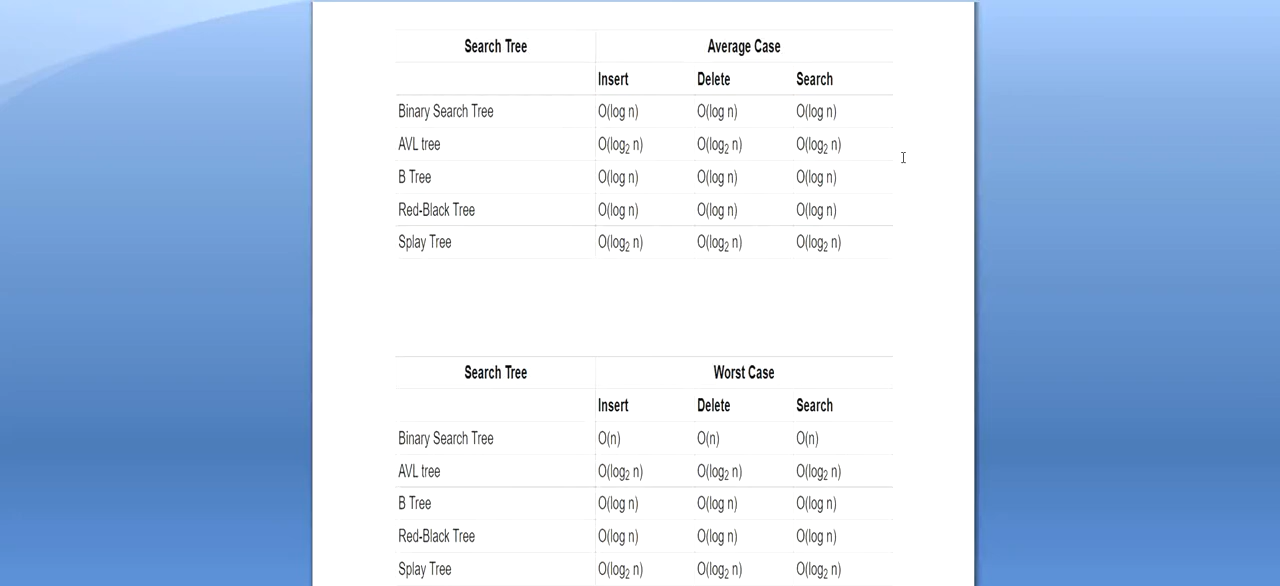 Search Tree Average Case
Insert Delete Search
Binary Search Tree O(log n) O(log n) O(log n)
AVL tree O(log₂ n) O(log₂ n) O(log₂ n)
B Tree O(log n) O(log n) O(log n)
Red-Black Tree O(log n) O(log n) O(log n)
Splay Tree O(log₂ n) O(log₂ n) O(log₂ n)
Search Tree Worst Case
Insert Delete Search
Binary Search Tree O(n) O(n) O(n)
AVL tree O(log₂ n) O(log₂ n) O(log₂ n)
B Tree O(log n) O(log n) O(log n)
Red-Black Tree O(log n) O(log n) O(log n)
Splay Tree O(log₂ n) O(log₂ n) O(log₂ n)